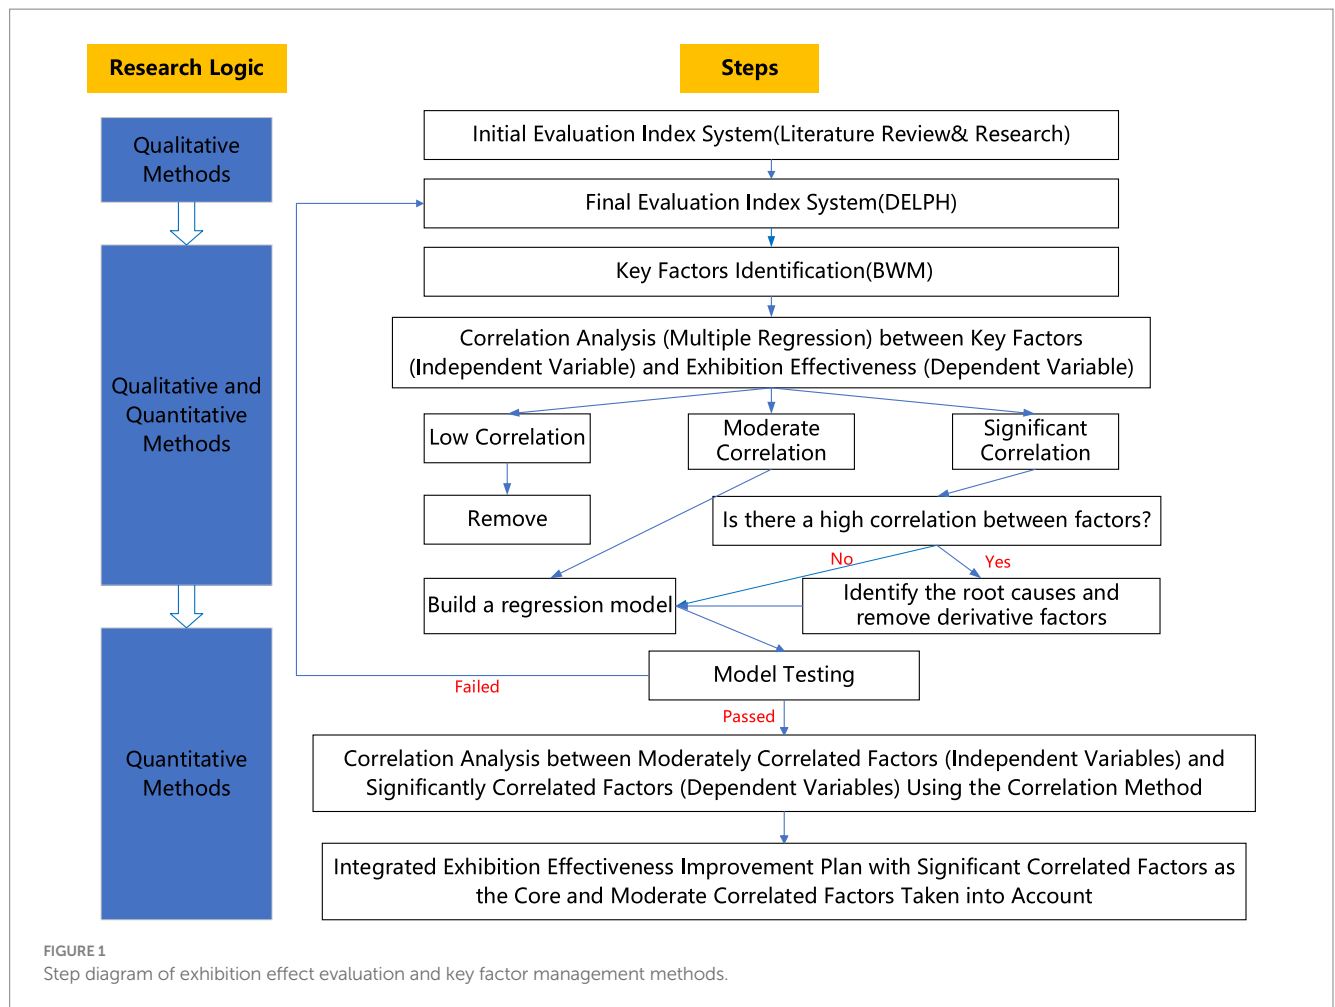 Research Logic
Steps
Qualitative
Methods
Initial Evaluation Index System(Literature Review& Research)
Final Evaluation Index System(DELPH)
Key Factors Identification(BWM)
Qualitative and
Quantitative
Methods
Correlation Analysis (Multiple Regression) between Key Factors
(Independent Variable) and Exhibition Effectiveness (Dependent Variable)
Low Correlation
Moderate
Correlation
Significant
Correlation
Remove
Is there a high correlation between factors?
No
Yes
Build a regression model
Identify the root causes and
remove derivative factors
Model Testing
Failed
Passed
Quantitative
Methods
Correlation Analysis between Moderately Correlated Factors (Independent Variables) and
Significantly Correlated Factors (Dependent Variables) Using the Correlation Method
Integrated Exhibition Effectiveness Improvement Plan with Significant Correlated Factors as
the Core and Moderate Correlated Factors Taken into Account
FIGURE 1
Step diagram of exhibition effect evaluation and key factor management methods.